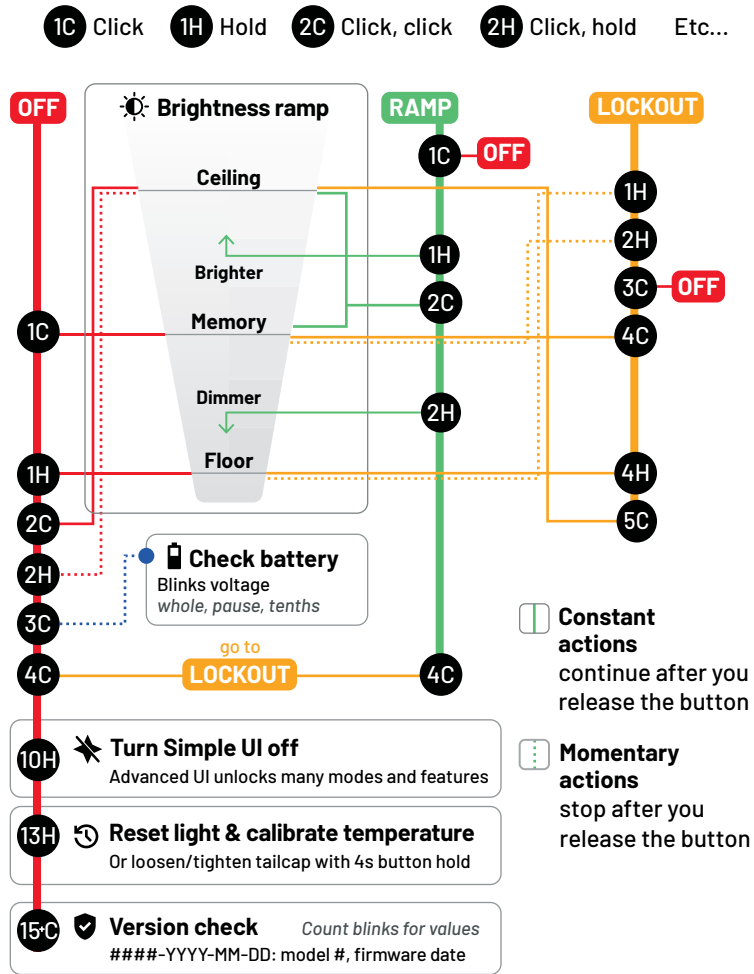 1C Click 1H Hold 2C Click, click 2H Click, hold Etc...
OFF
Brightness ramp
RAMP
LOCKOUT
1C
OFF
Ceiling
1H
2H
1H
Brighter
3C
OFF
2C
Memory
1C
4C
Dimmer
2H
Floor
1H
4H
2C
5C
Check battery
Blinks voltage
whole, pause, tenths
2H
3C
go to
4C
LOCKOUT
4C
Constant
actions
continue after you
release the button
Momentary
actions
stop after you
release the button
10H
Turn Simple UI off
Advanced UI unlocks many modes and features
13H
Reset light & calibrate temperature
Or loosen/tighten tailcap with 4s button hold
15+C
Version check Count blinks for values
####-YYYY-MM-DD: model #, firmware date